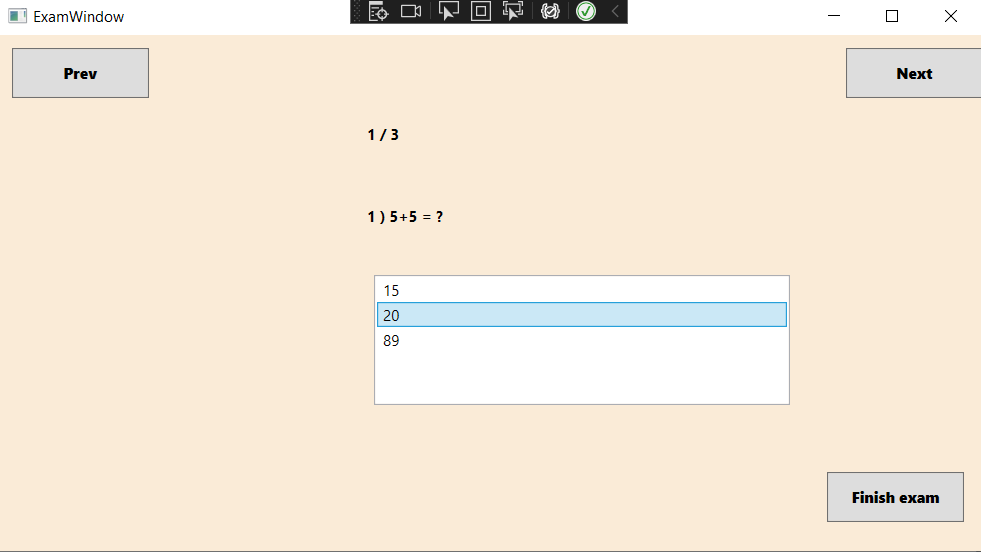 ExamWindow
Prev
Next
1 / 3
1 ) 5+5 = ?
15
20
89
Finish exam